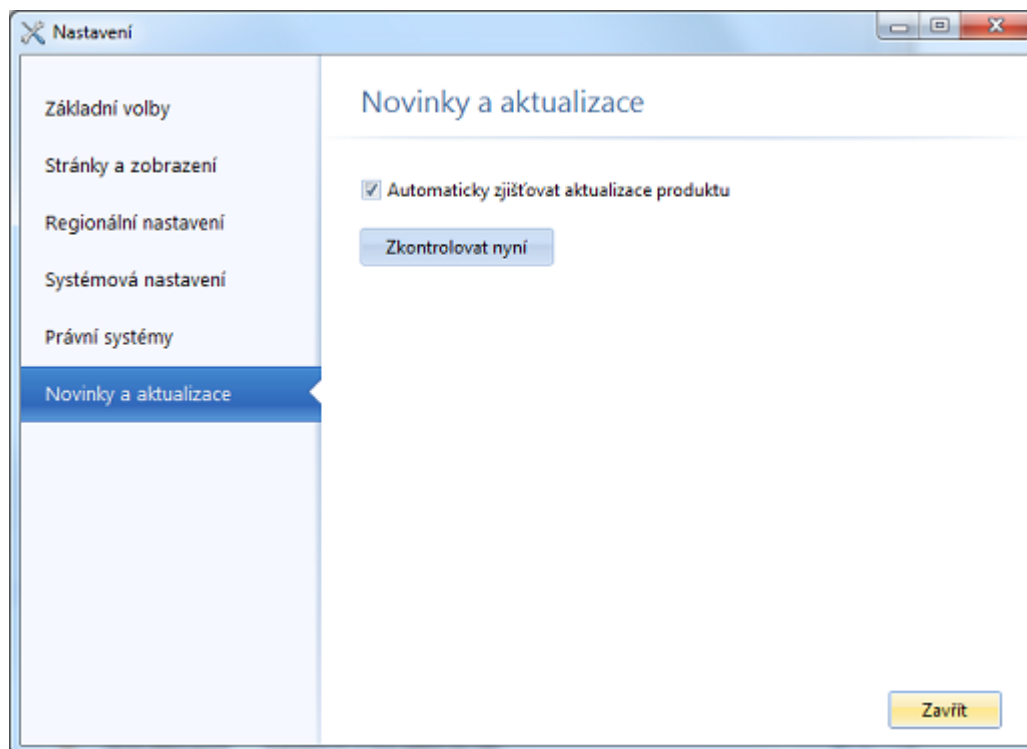 Nastavení
Základní volby
Stránky a zobrazení
Regionální nastavení
Systémová nastavení
Právní systémy
Novinky a aktualizace
Novinky a aktualizace
Automaticky zjišťovat aktualizace produktu
Zkontrolovat nyní
Zavřít